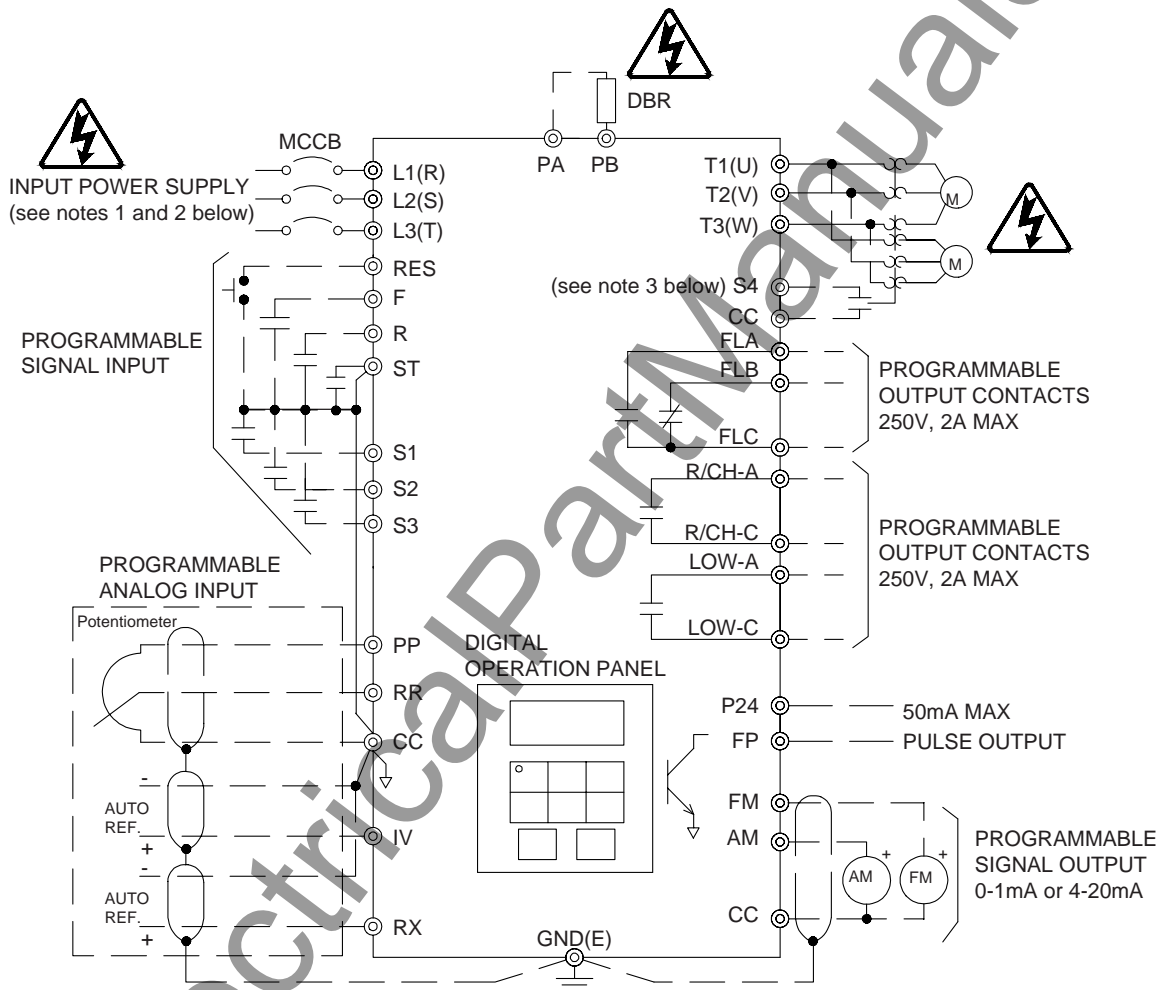 DBR
PA PB
MCCB
INPUT POWER SUPPLY
(see notes 1 and 2 below)
L1(R)
L2(S)
L3(T)
RES
F
R
ST
PROGRAMMABLE
SIGNAL INPUT
S1
S2
S3
PROGRAMMABLE
ANALOG INPUT
Potentiometer
PP
RR
CC
-
AUTO
REF.
+
IV
-
AUTO
REF.
+
RX
DIGITAL
OPERATION PANEL
GND(E)
T1(U)
T2(V)
T3(W)
M
M
(see note 3 below) S4
CC
FLA
FLB
FLC
PROGRAMMABLE
OUTPUT CONTACTS
250V, 2A MAX
R/CH-A
R/CH-C
LOW-A
LOW-C
PROGRAMMABLE
OUTPUT CONTACTS
250V, 2A MAX
P24
50mA MAX
FP
PULSE OUTPUT
FM
AM
CC
AM
+
FM
+
PROGRAMMABLE
SIGNAL OUTPUT
0-1mA or 4-20mA
ectricalPartManual